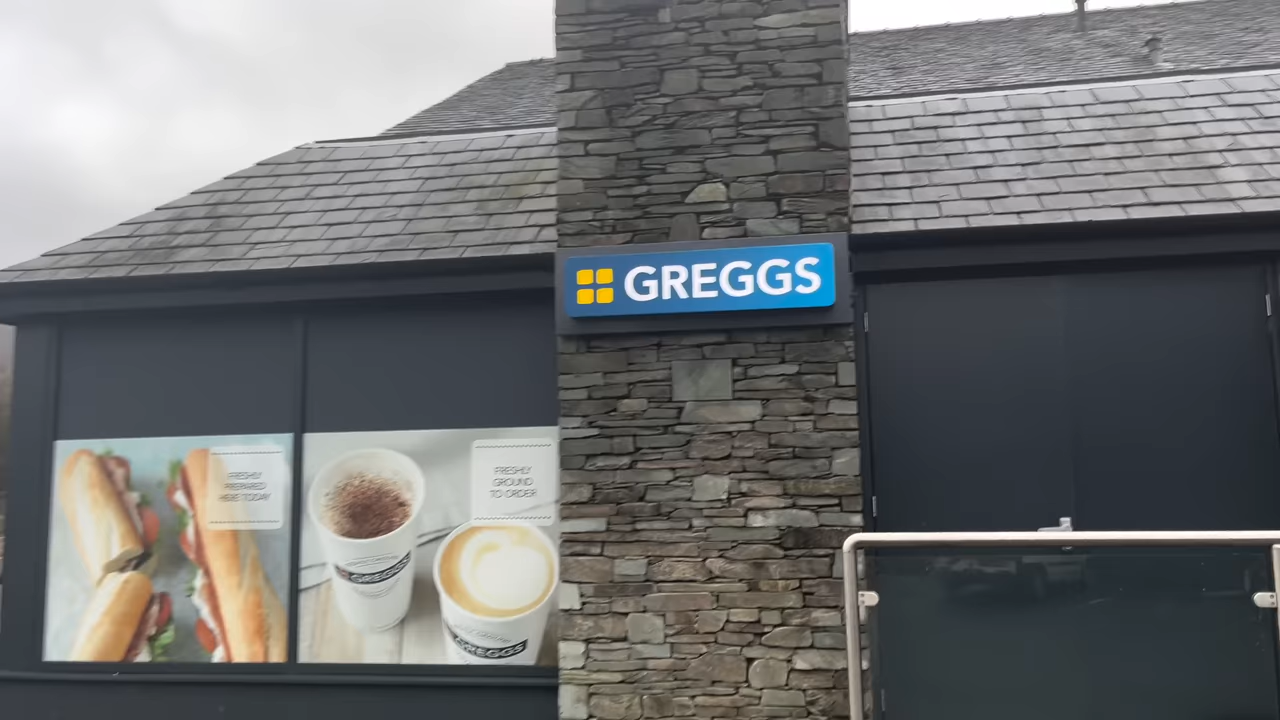 GREGGS
FRESHLY
PREPARED
HERE TODAY
FRESHLY
GROUND
TO ORDER
GREGGS
GREGGS